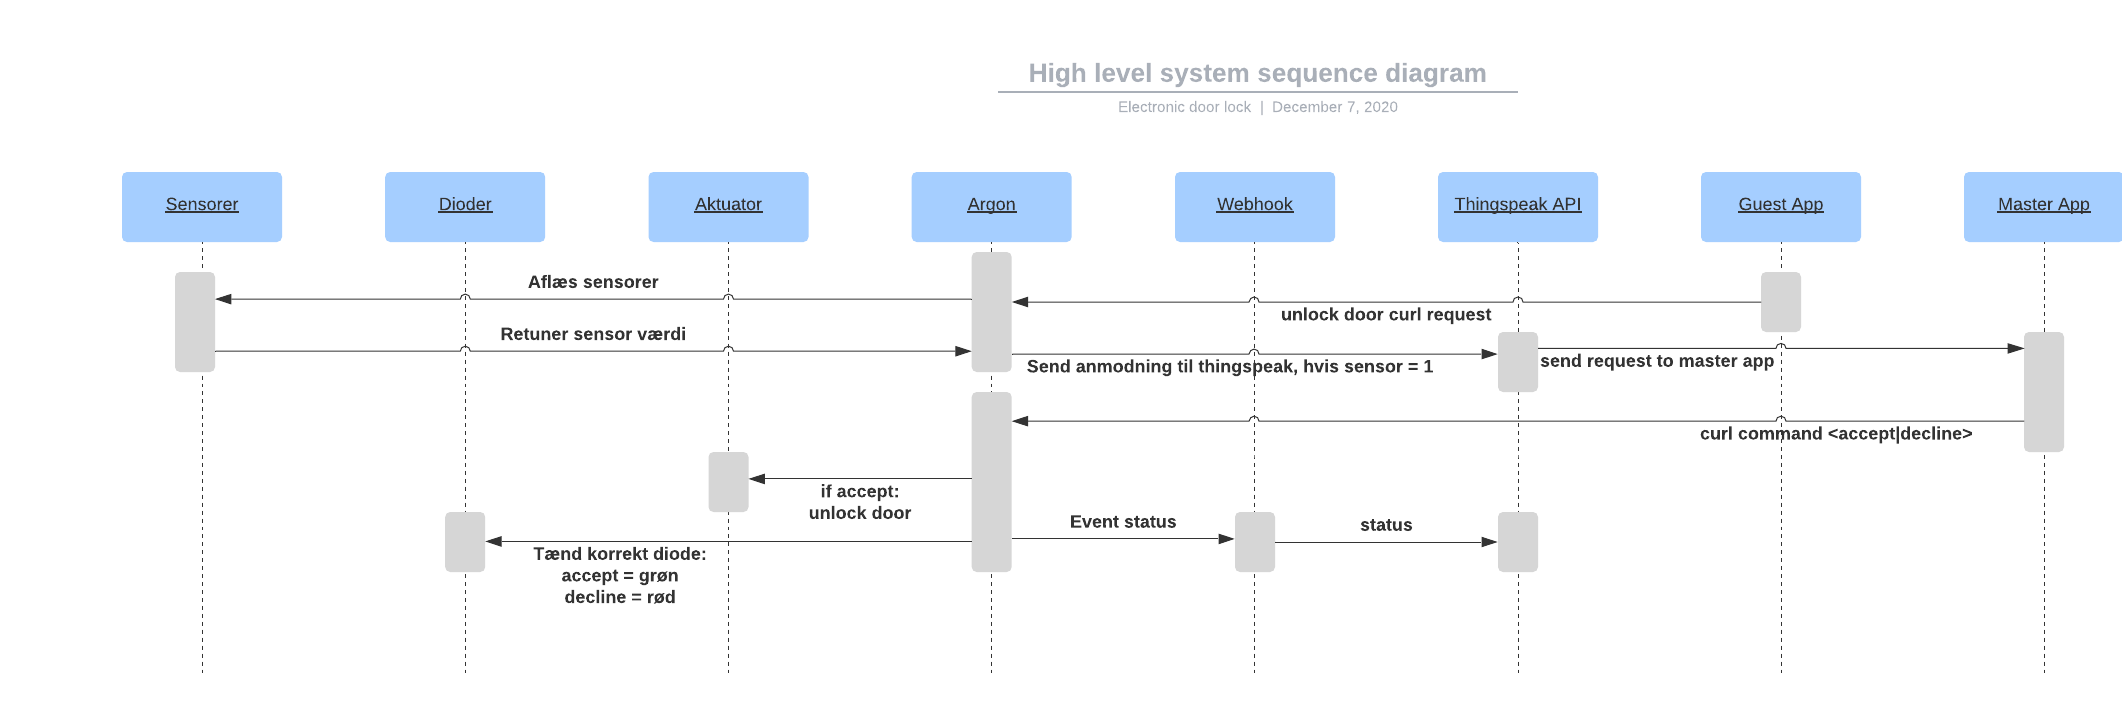 High level system sequence diagram
Electronic door lock | December 7, 2020
Sensorer
Dioder
Aktuator
Argon
Webhook
Thingspeak API
Guest App
Master App
Aflæs sensorer
unlock door curl request
Retuner sensor værdi
Send anmodning til thingspeak, hvis sensor = 1
send request to master app
curl command <accept|decline>
if accept:
unlock door
Event status
status
Tænd korrekt diode:
accept = grøn
decline = rød